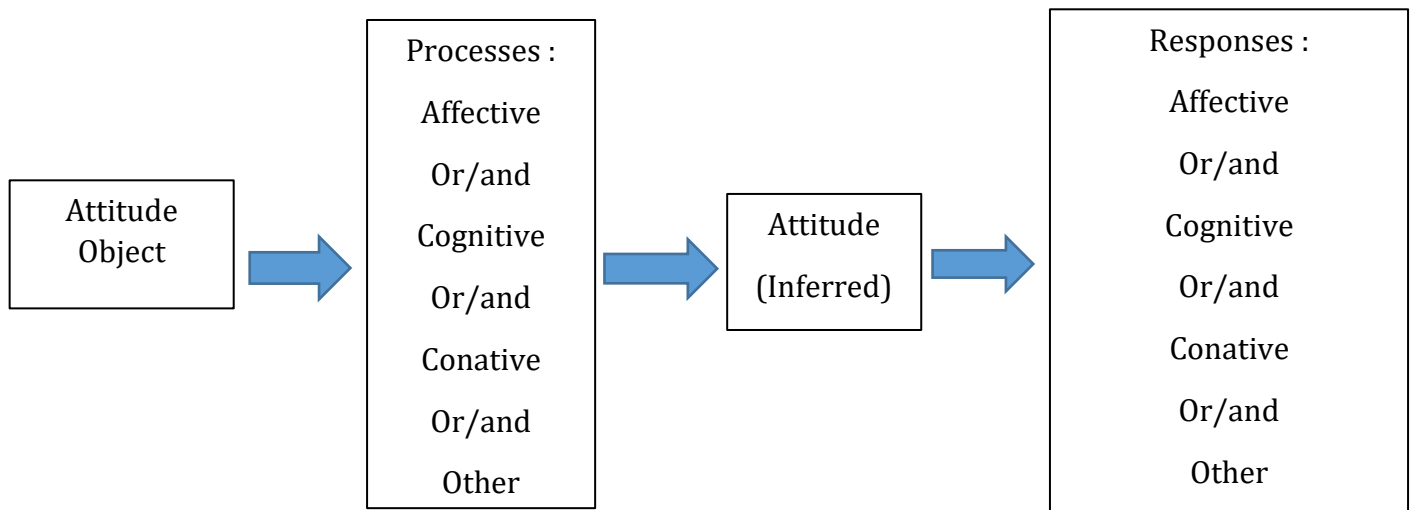 Attitude
Object
Processes :
Affective
Or/and
Cognitive
Or/and
Conative
Or/and
Other
Attitude
(Inferred)
Responses :
Affective
Or/and
Cognitive
Or/and
Conative
Or/and
Other